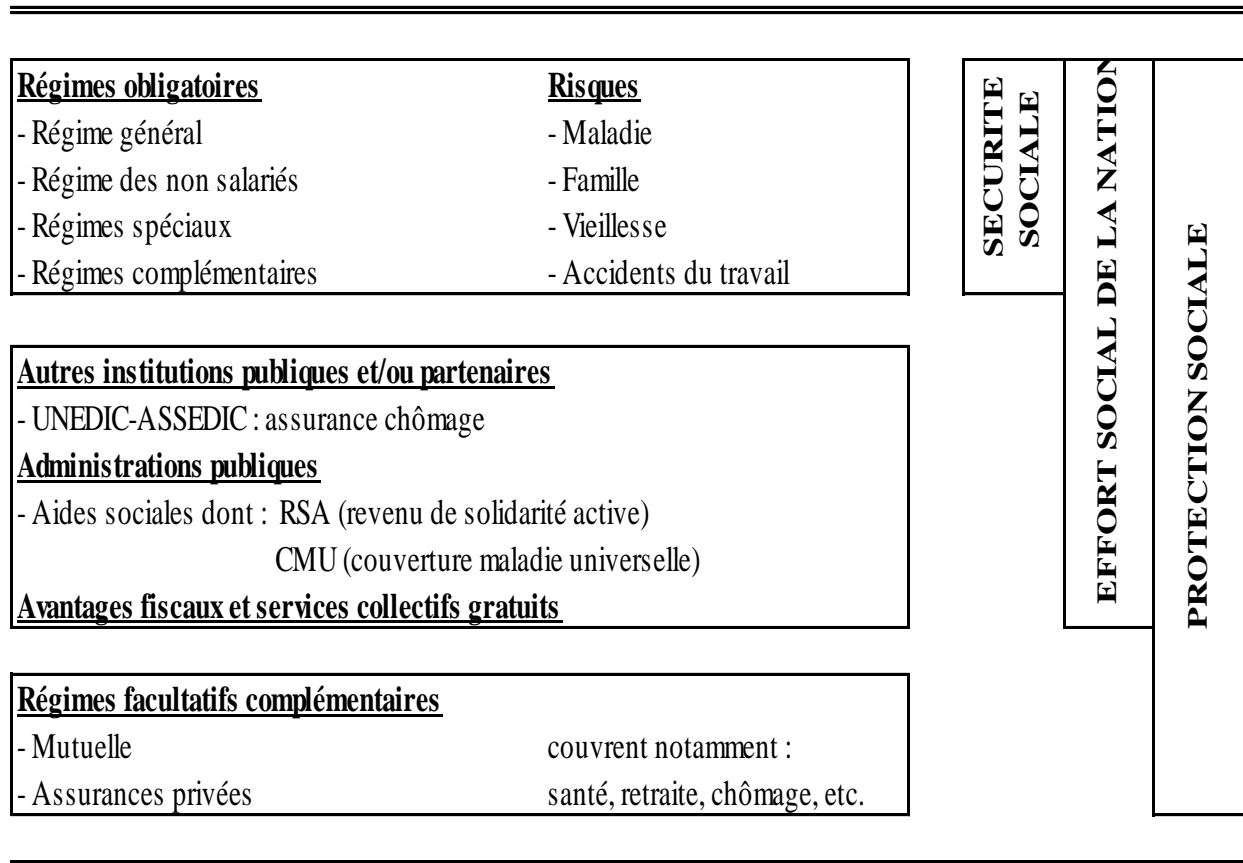 Régimes obligatoires Risques
- Régime général - Maladie
- Régime des non salariés - Famille
- Régimes spéciaux - Vieillesse
- Régimes complémentaires - Accidents du travail
Autres institutions publiques et/ou partenaires
- UNEDIC-ASSEDIC : assurance chômage
Administrations publiques
- Aides sociales dont : RSA (revenu de solidarité active)
CMU (couverture maladie universelle)
Avantages fiscaux et services collectifs gratuits
Régimes facultatifs complémentaires
- Mutuelle couvrent notamment :
- Assurances privées santé, retraite, chômage, etc.
SECURITE
SOCIALE
EFFORT SOCIAL DE LA NATION
PROTECTION SOCIALE